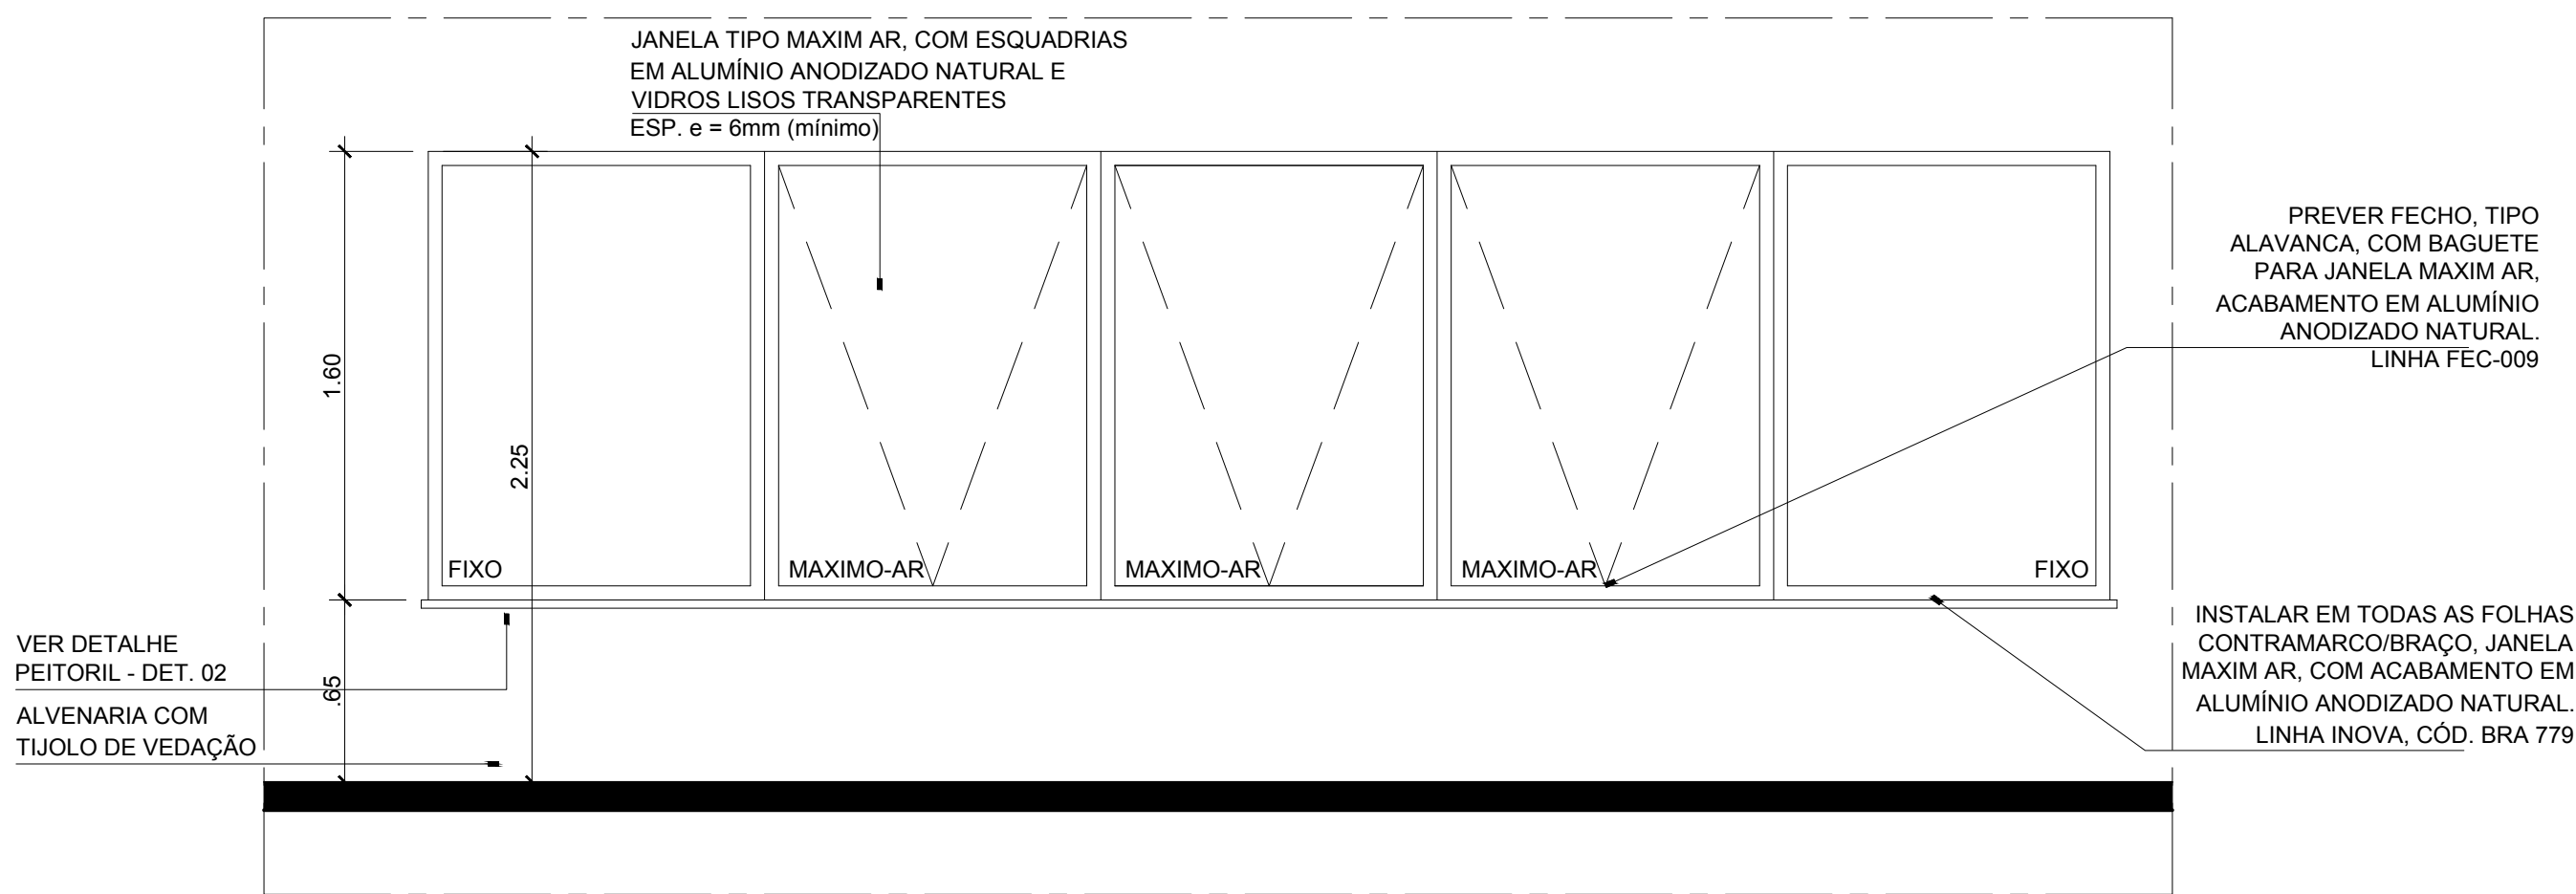 JANELA TIPO MAXIM AR, COM ESQUADRIAS
EM ALUMÍNIO ANODIZADO NATURAL E
VIDROS LISOS TRANSPARENTES
ESP. e = 6mm (mínimo)
PREVER FECHO, TIPO
ALAVANCA, COM BAGUETE
PARA JANELA MAXIM AR,
ACABAMENTO EM ALUMÍNIO
ANODIZADO NATURAL.
LINHA FEC-009
1.60
2.25
FIXO
MAXIMO-AR
MAXIMO-AR
MAXIMO-AR
FIXO
VER DETALHE
PEITORIL - DET. 02
.65
ALVENARIA COM
TIJOLO DE VEDAÇÃO
INSTALAR EM TODAS AS FOLHAS
CONTRAMARCO/BRAÇO, JANELA
MAXIM AR, COM ACABAMENTO EM
ALUMÍNIO ANODIZADO NATURAL.
LINHA INOVA, CÓD. BRA 779